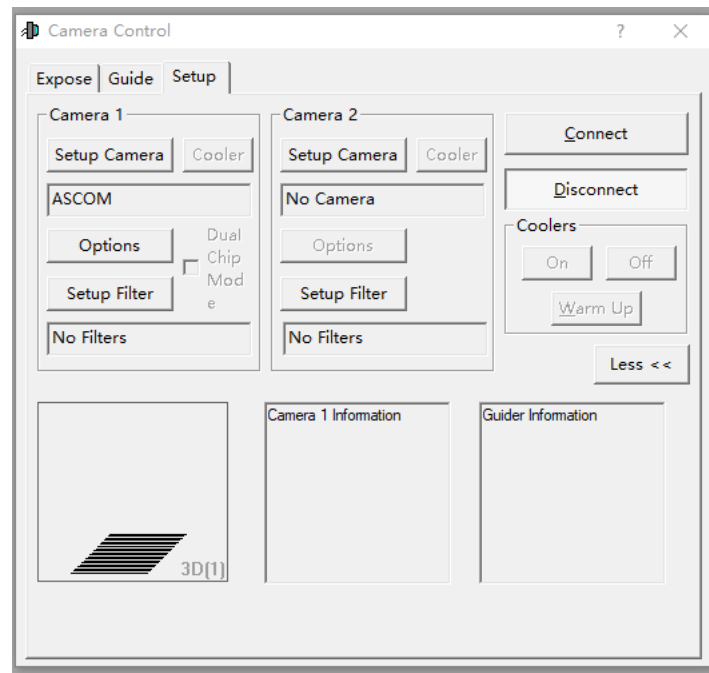 Camera Control
?
Expose Guide Setup
Camera 1
Setup Camera Cooler
ASCOM
Options
Dual
Chip
Mod
e
Setup Filter
No Filters
Camera 2
Setup Camera Cooler
No Camera
Options
Setup Filter
No Filters
Connect
Disconnect
Coolers
On Off
Warm Up
Less <<
3D(1)
Camera 1 Information
Guider Information